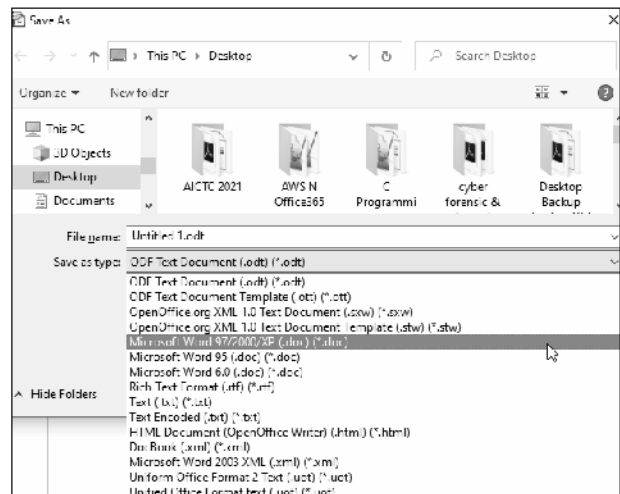 Save As
This PC › Desktop
Search Desktop
Organize
New folder
This PC
3D Objects
Desktop
Documents
AICTC 2021
AWS N Office365
C Programmi
cyber forensic &
Desktop Backup
File name: Untitled 1.odt
Save as type: ODF Text Document (.odt) (*.odt)
ODF Text Document (.odt) (*.odt)
ODF Text Document Template (.ott) (*.ott)
OpenOffice.org XML 1.0 Text Document (.sxw) (*.sxw)
OpenOffice.org XML 1.0 Text Document Template (.stw) (*.stw)
Microsoft Word 97/2000/XP (.doc) (*.doc)
Microsoft Word 95 (.doc) (*.doc)
Microsoft Word 6.0 (.doc) (*.doc)
Rich Text Format (.rtf) (*.rtf)
Hide Folders
Text (.txt) (*.txt)
Text Encoded (.txt) (*.txt)
HTML Document (OpenOffice Writer) (.html) (*.html)
DocBook (.xml) (*.xml)
Microsoft Word 2003 XML (.xml) (*.xml)
Uniform Office Format 2 Text (.uot) (*.uot)
Unified Office Format text (.uot) (*.uot)